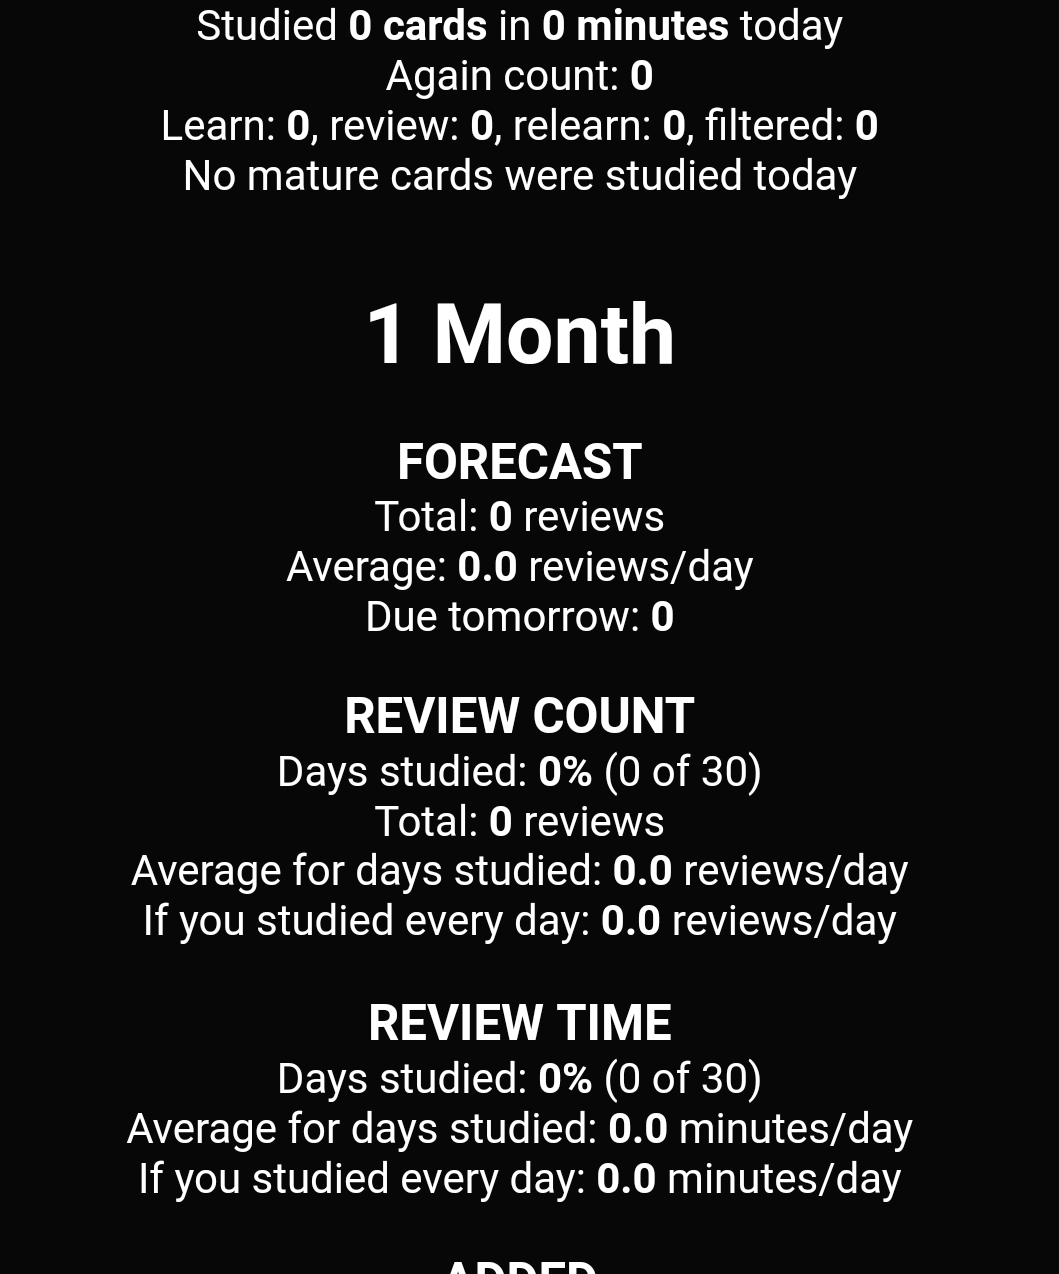 Studied 0 cards in 0 minutes today
Again count: 0
Learn: 0, review: 0, relearn: 0, filtered: 0
No mature cards were studied today
1 Month
FORECAST
Total: 0 reviews
Average: 0.0 reviews/day
Due tomorrow: 0
REVIEW COUNT
Days studied: 0% (0 of 30)
Total: 0 reviews
Average for days studied: 0.0 reviews/day
If you studied every day: 0.0 reviews/day
REVIEW TIME
Days studied: 0% (0 of 30)
Average for days studied: 0.0 minutes/day
If you studied every day: 0.0 minutes/day
ADDED